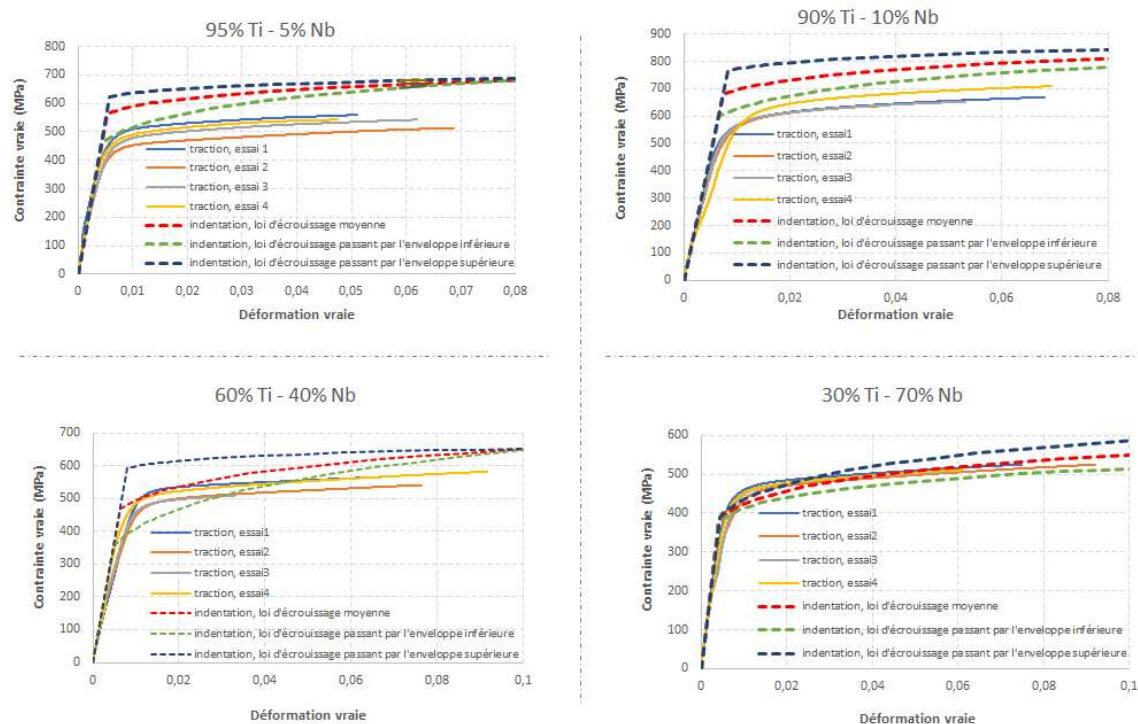 95% Ti - 5% Nb
Contrainte vraie (MPa)
800
700
600
500
400
300
200
100
0
traction, essai 1
traction, essai 2
traction, essai 3
traction, essai 4
indentation, loi d'écrouissage moyenne
indentation, loi d'écrouissage passant par l'enveloppe inférieure
indentation, loi d'écrouissage passant par l'enveloppe supérieure
0 0,01 0,02 0,03 0,04 0,05 0,06 0,07 0,08
Déformation vraie
90% Ti - 10% Nb
Contrainte vraie (MPa)
900
800
700
600
500
400
300
200
100
0
traction, essai1
traction, essai2
traction, essai3
traction, essai4
indentation, loi d'écrouissage moyenne
indentation, loi d'écrouissage passant par l'enveloppe inférieure
indentation, loi d'écrouissage passant par l'enveloppe supérieure
0 0,02 0,04 0,06 0,08
Déformation vraie
60% Ti - 40% Nb
Contrainte vraie (MPa)
700
600
500
400
300
200
100
0
traction, essai1
traction, essai2
traction, essai3
traction, essai4
indentation, loi d'écrouissage moyenne
indentation, loi d'écrouissage passant par l'enveloppe inférieure
indentation, loi d'écrouissage passant par l'enveloppe supérieure
0 0,02 0,04 0,06 0,08 0,1
Déformation vraie
30% Ti - 70% Nb
Contrainte vraie (MPa)
600
500
400
300
200
100
0
traction, essai1
traction, essai2
traction, essai3
traction, essai4
indentation, loi d'écrouissage moyenne
indentation, loi d'écrouissage passant par l'enveloppe inférieure
indentation, loi d'écrouissage passant par l'enveloppe supérieure
0 0,02 0,04 0,06 0,08 0,1
Déformation vraie